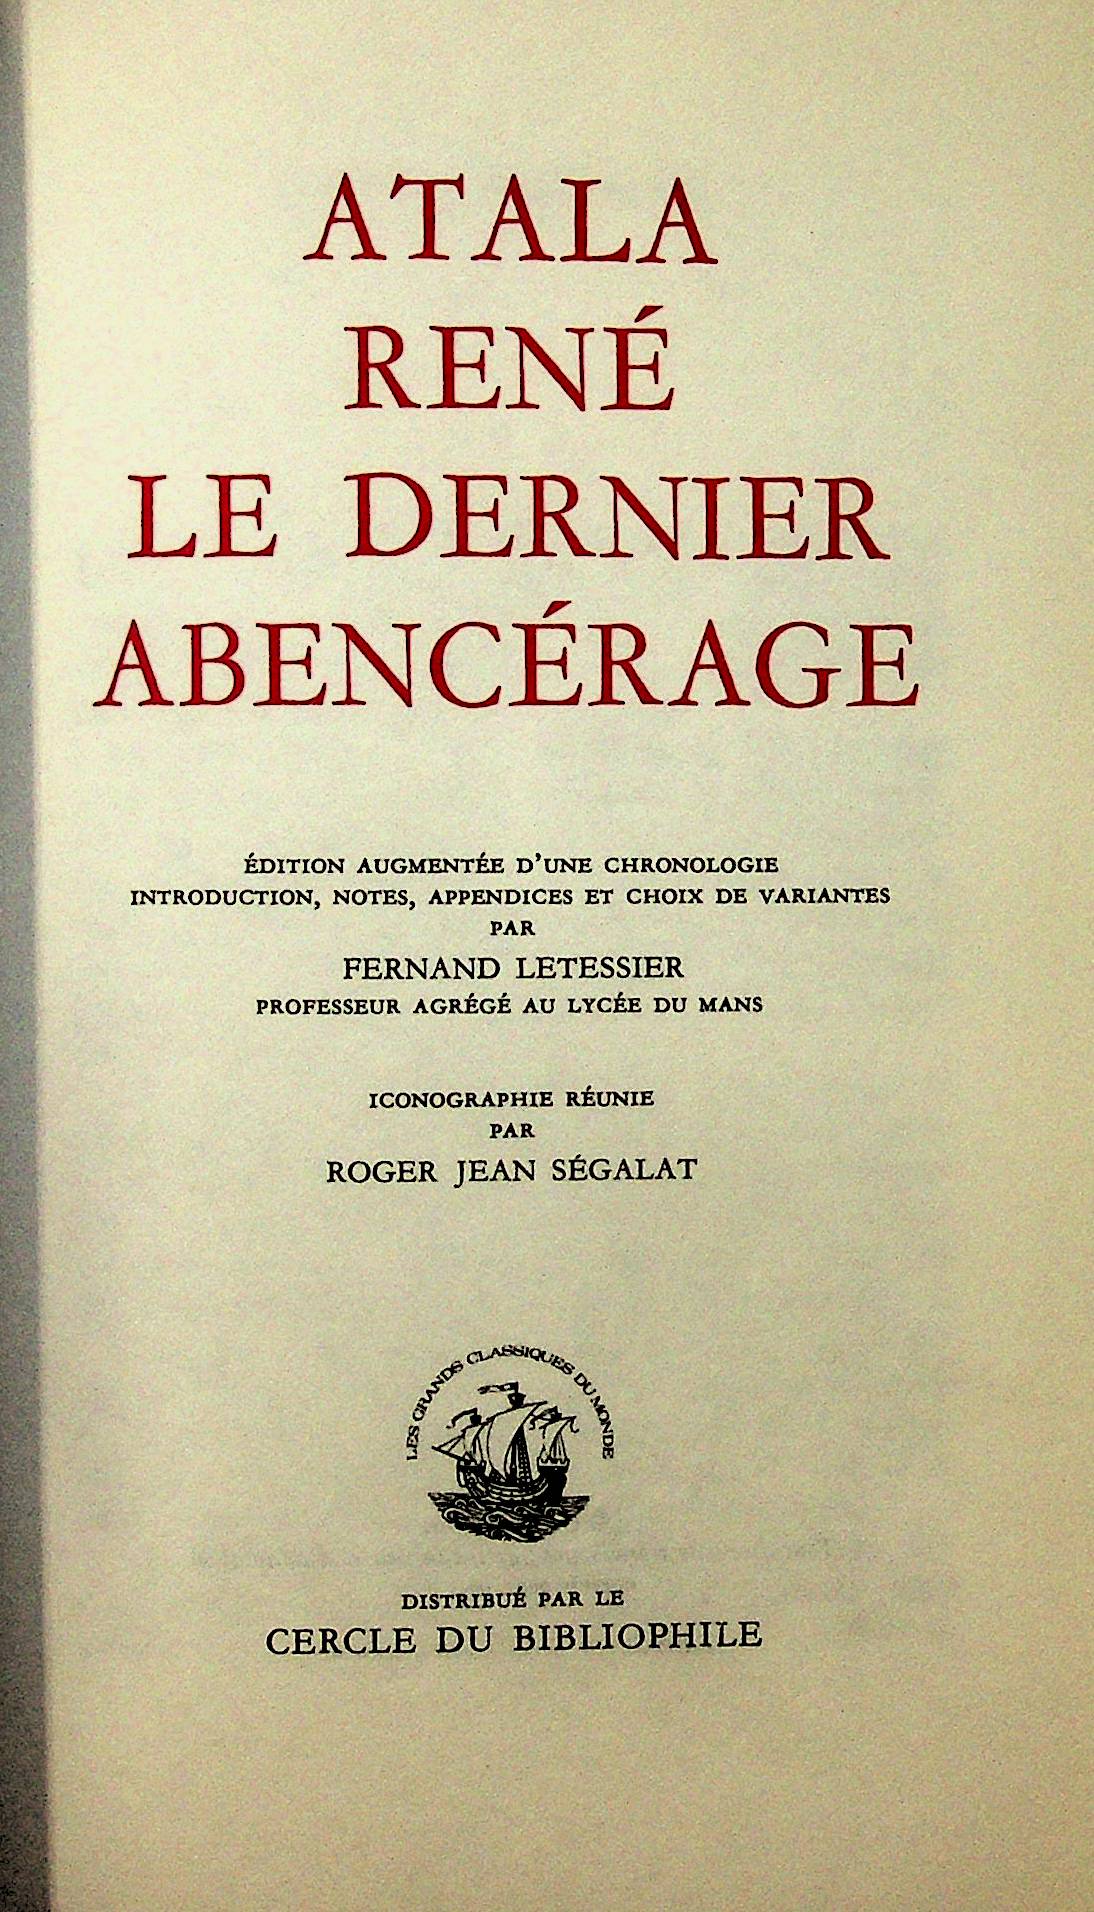 ATALA
RENÉ
LE DERNIER
ABENCÉRAGE
ÉDITION AUGMENTÉE D'UNE CHRONOLOGIE
INTRODUCTION, NOTES, APPENDICES ET CHOIX DE VARIANTES
PAR
FERNAND LETESSIER
PROFESSEUR AGRÉGÉ AU LYCÉE DU MANS
ICONOGRAPHIE RÉUNIE
PAR
ROGER JEAN SÉGALAT
LES GRANDS CLASSIQUES DU MONDE
DISTRIBUÉ PAR LE
CERCLE DU BIBLIOPHILE